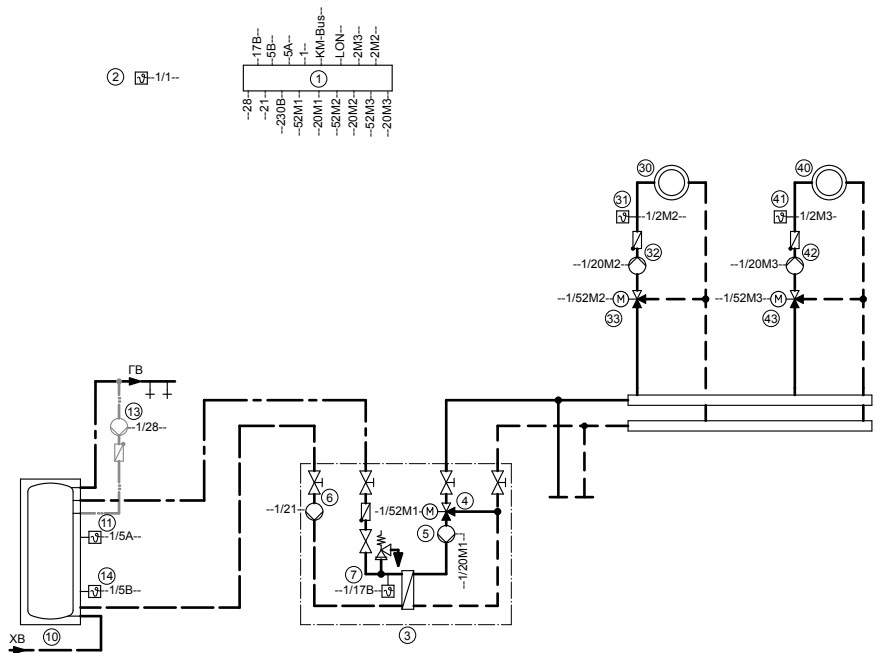 --17B--
--5B--
--5A--
--1--
KM-Bus--
LON--
2M3--
2M2--
2
--1/1--
1
--28--
--21
--230B--
--52M1--
--20M1--
--52M2--
--20M2--
--52M3--
--20M3--
30
40
31
--1/2M2--
41
--1/2M3-
32
--1/20M2--
42
--1/20M3--
--1/52M2-- M
--1/52M3-- M
33
43
ГВ
13
--1/28--
6
--1/21--
-1/52M1- M
4
5
--1/20M1--
11
--1/5A--
7
--1/17B--
14
--1/5B--
10
3
ХВ